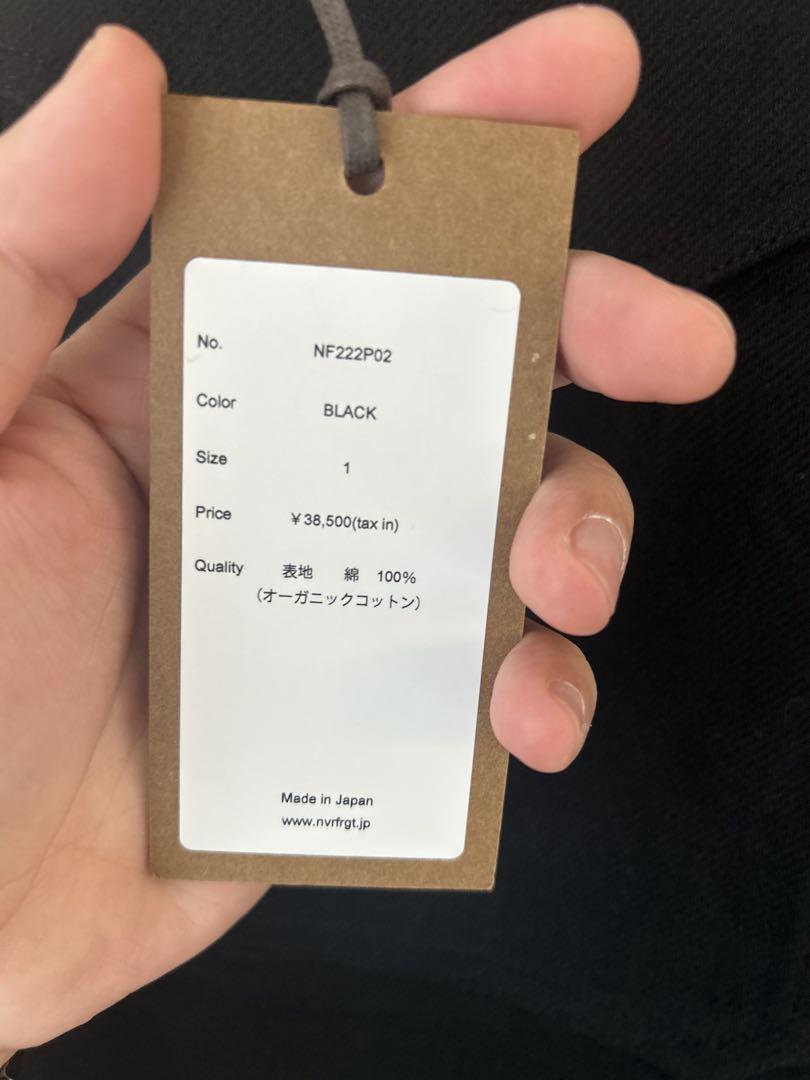 No. NF222P02
Color BLACK
Size 1
Price ￥38,500(tax in)
Quality 表地 綿 100%
（オーガニックコットン）
Made in Japan
www.nvrfrgt.jp